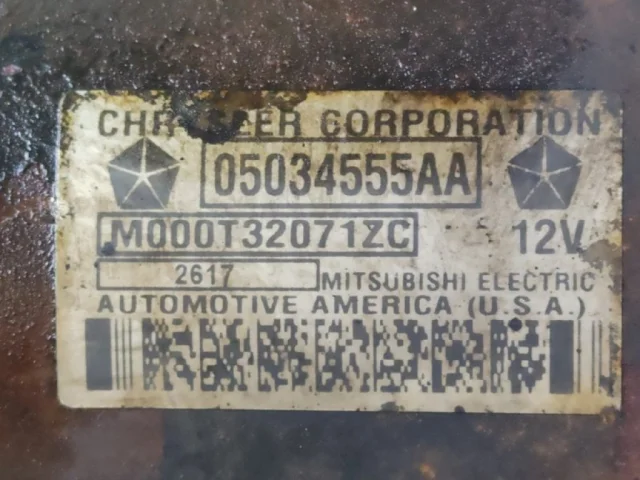 CHRYSLER CORPORATION
05034555AA
M000T32071ZC 12V
2617 MITSUBISHI ELECTRIC
AUTOMOTIVE AMERICA (U.S.A.)